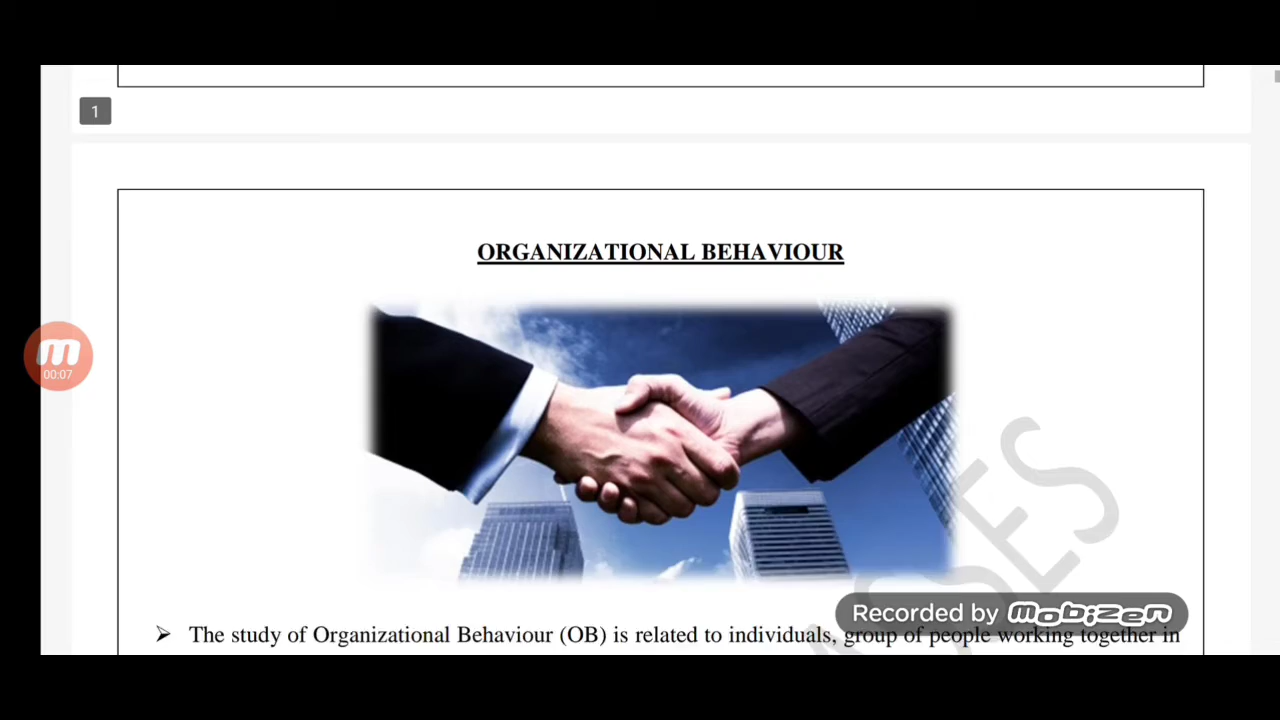 1
ORGANIZATIONAL BEHAVIOUR
m
00:07
SSES
Recorded by mobizen
➢ The study of Organizational Behaviour (OB) is related to individuals, group of people working together in